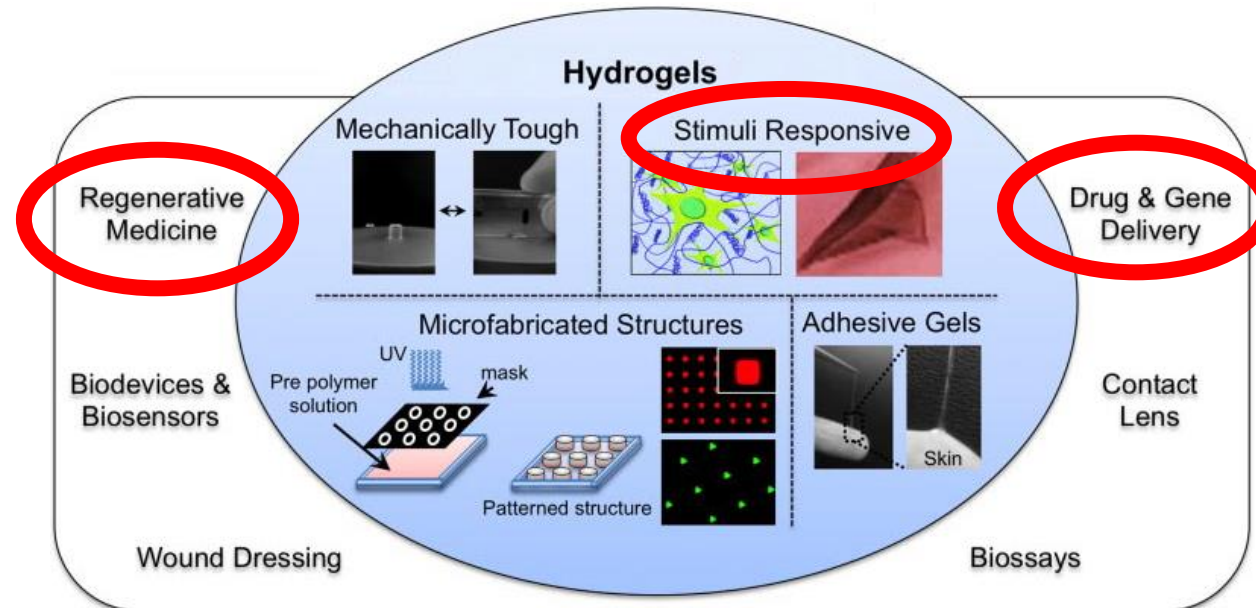 Hydrogels
Mechanically Tough
Stimuli Responsive
Regenerative
Medicine
Drug & Gene
Delivery
Microfabricated Structures
Adhesive Gels
UV
mask
Pre polymer
solution
Patterned structure
Skin
Biodevices &
Biosensors
Contact
Lens
Wound Dressing
Biossays